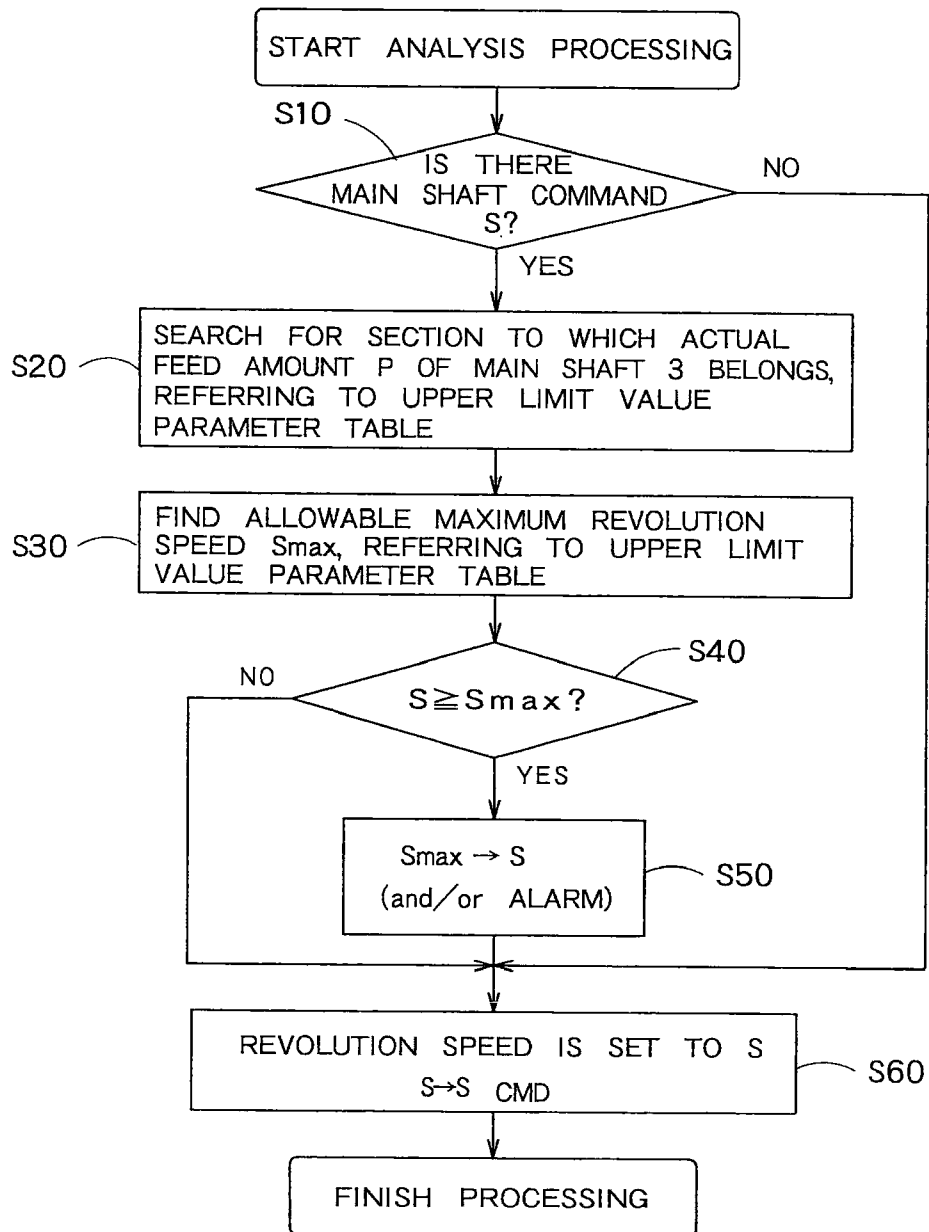 START ANALYSIS PROCESSING
S10
IS THERE
MAIN SHAFT COMMAND
S?
NO
YES
S20
SEARCH FOR SECTION TO WHICH ACTUAL
FEED AMOUNT P OF MAIN SHAFT 3 BELONGS,
REFERRING TO UPPER LIMIT VALUE
PARAMETER TABLE
S30
FIND ALLOWABLE MAXIMUM REVOLUTION
SPEED Smax, REFERRING TO UPPER LIMIT
VALUE PARAMETER TABLE
S40
NO
S≧Smax?
YES
Smax → S
(and/or ALARM)
S50
REVOLUTION SPEED IS SET TO S
S→S CMD
S60
FINISH PROCESSING